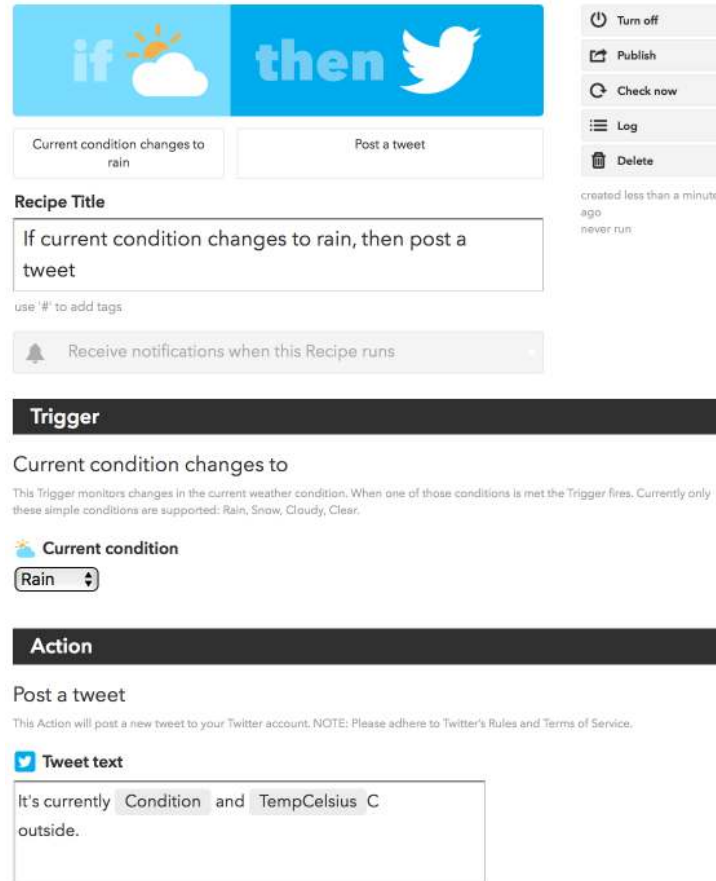 if
then
Current condition changes to
rain
Post a tweet
Turn off
Publish
Check now
Log
Delete
created less than a minute
ago
never run
Recipe Title
If current condition changes to rain, then post a
tweet
use '#' to add tags
Receive notifications when this Recipe runs
Trigger
Current condition changes to
This Trigger monitors changes in the current weather condition. When one of those conditions is met the Trigger fires. Currently only
these simple conditions are supported: Rain, Snow, Cloudy, Clear.
Current condition
Rain
Action
Post a tweet
This Action will post a new tweet to your Twitter account. NOTE: Please adhere to Twitter's Rules and Terms of Service.
Tweet text
It's currently Condition and TempCelsius C
outside.